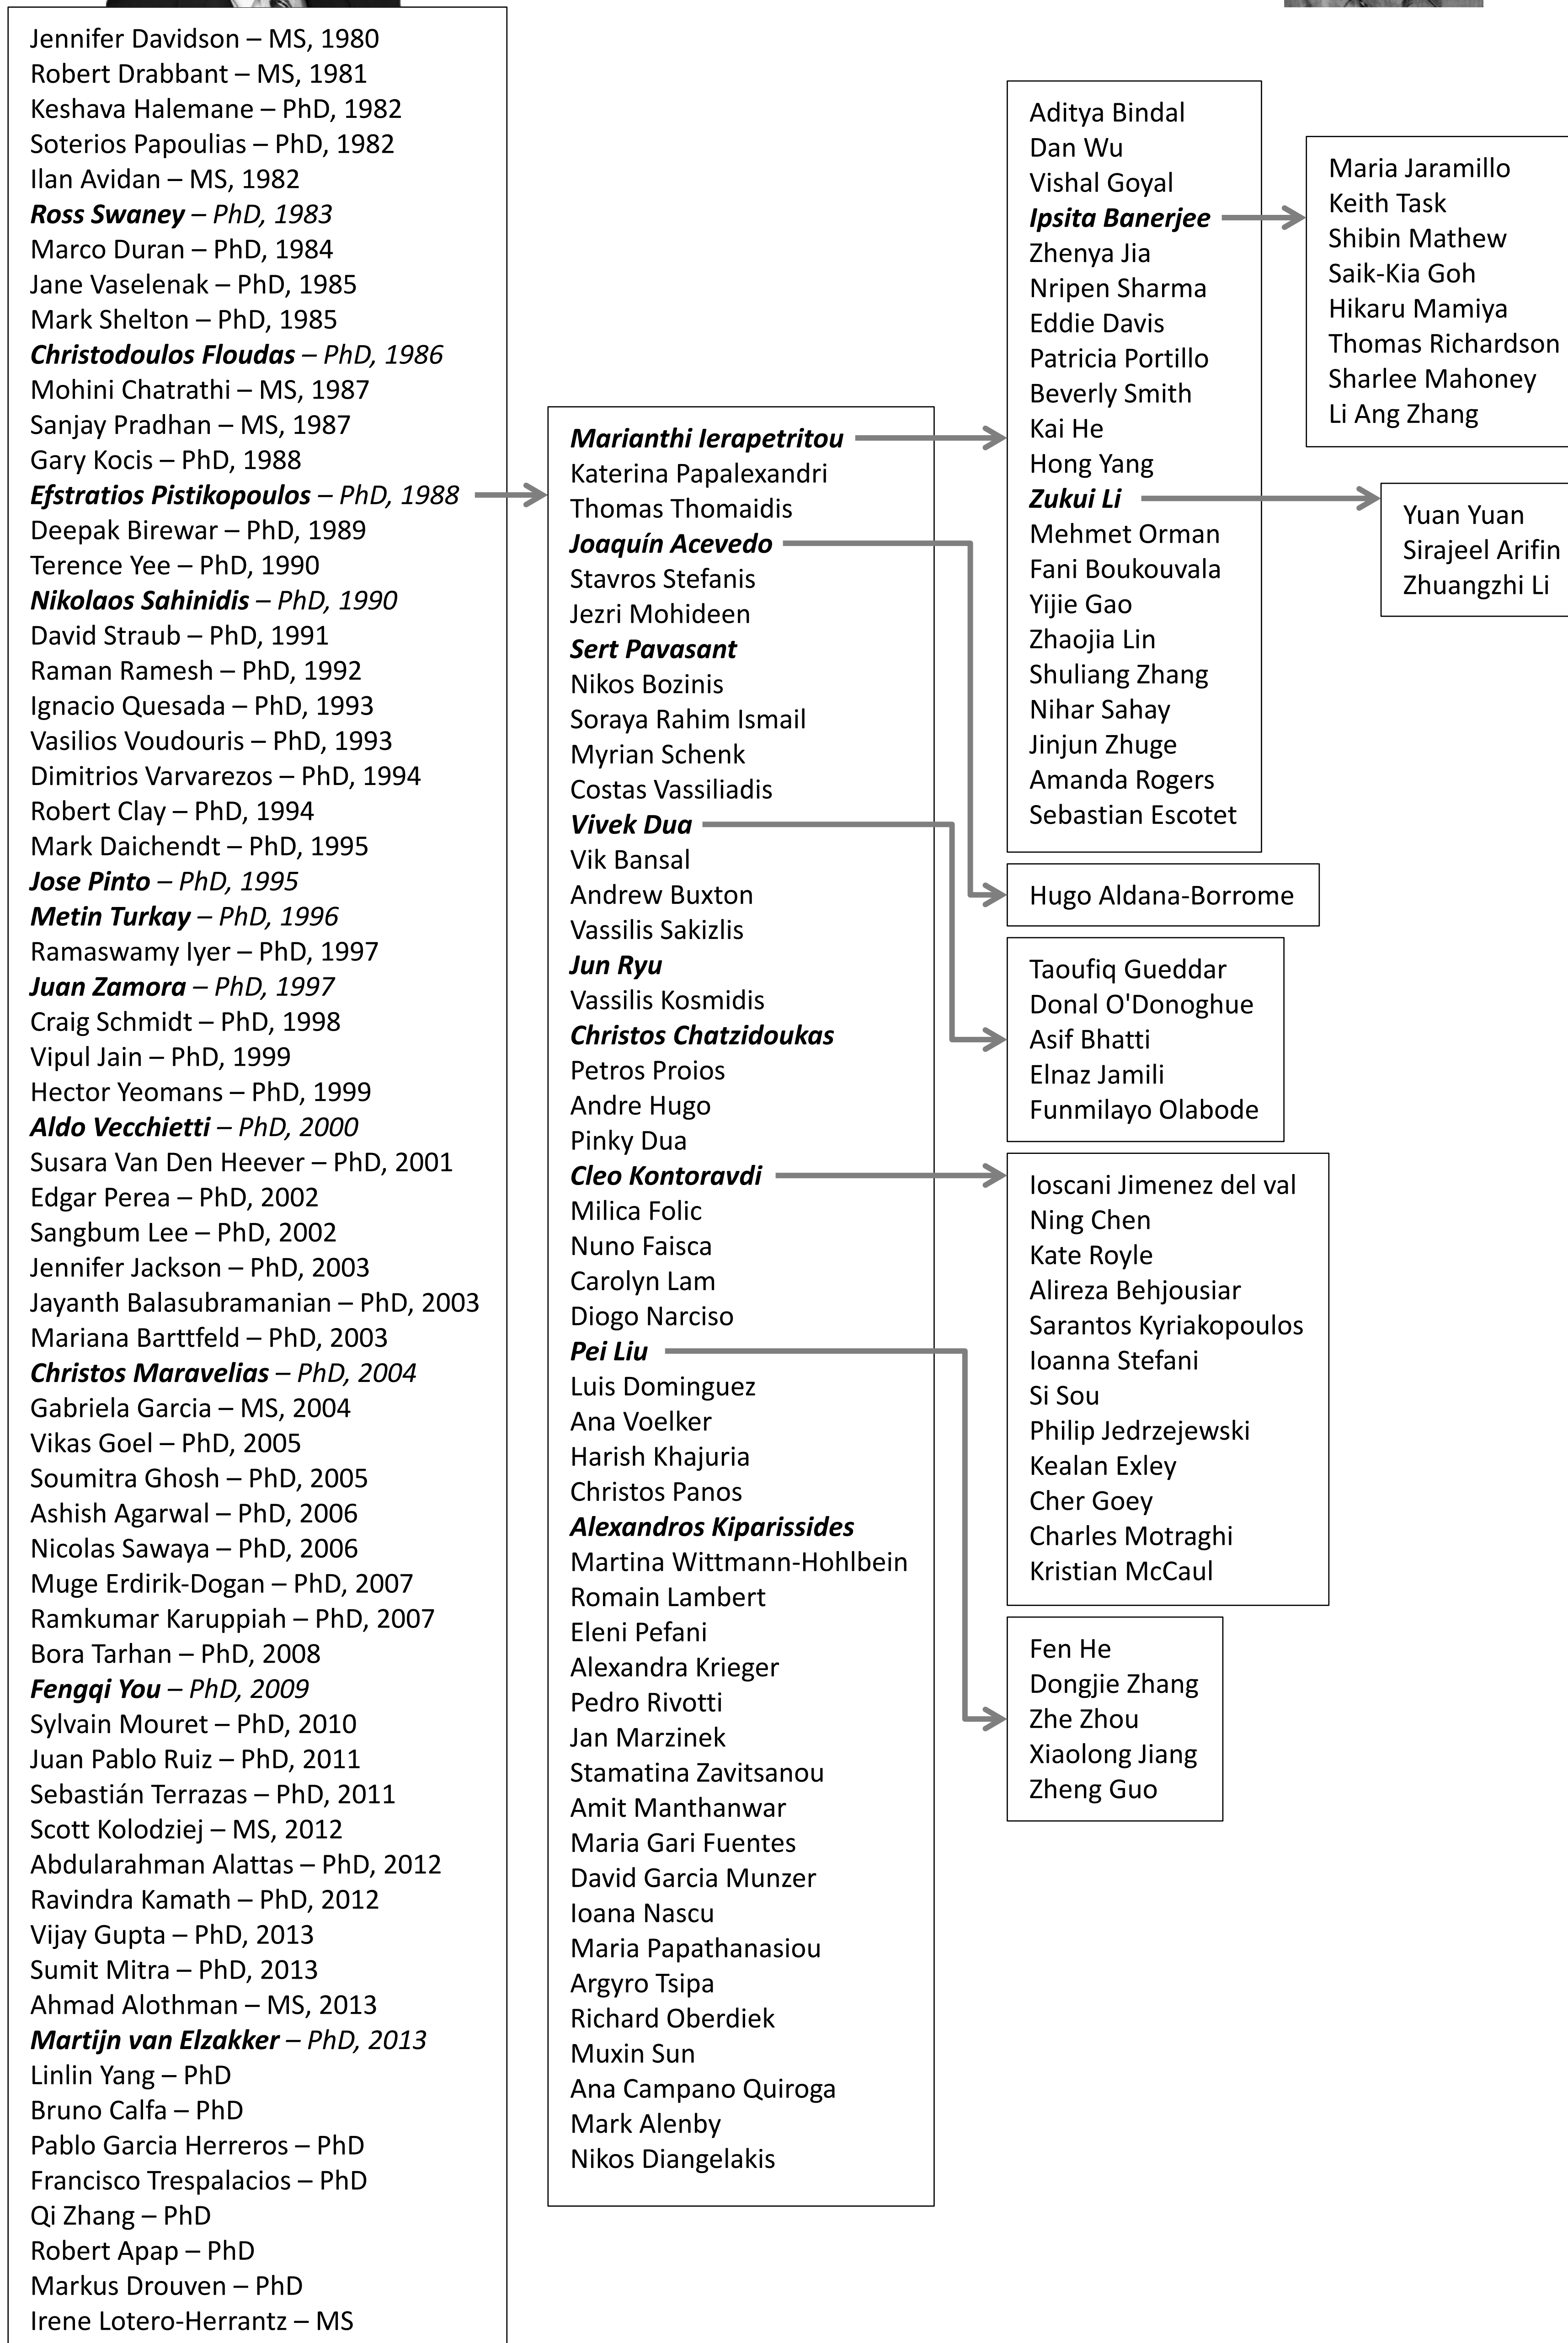 Jennifer Davidson – MS, 1980
Robert Drabbant – MS, 1981
Keshava Halemane – PhD, 1982
Soterios Papoulias – PhD, 1982
Ilan Avidan – MS, 1982
Ross Swaney – PhD, 1983
Marco Duran – PhD, 1984
Jane Vaselenak – PhD, 1985
Mark Shelton – PhD, 1985
Christodoulos Floudas – PhD, 1986
Mohini Chatrathi – MS, 1987
Sanjay Pradhan – MS, 1987
Gary Kocis – PhD, 1988
Efstratios Pistikopoulos – PhD, 1988
Deepak Birewar – PhD, 1989
Terence Yee – PhD, 1990
Nikolaos Sahinidis – PhD, 1990
David Straub – PhD, 1991
Raman Ramesh – PhD, 1992
Ignacio Quesada – PhD, 1993
Vasilios Voudouris – PhD, 1993
Dimitrios Varvarezos – PhD, 1994
Robert Clay – PhD, 1994
Mark Daichendt – PhD, 1995
Jose Pinto – PhD, 1995
Metin Turkay – PhD, 1996
Ramaswamy Iyer – PhD, 1997
Juan Zamora – PhD, 1997
Craig Schmidt – PhD, 1998
Vipul Jain – PhD, 1999
Hector Yeomans – PhD, 1999
Aldo Vecchietti – PhD, 2000
Susara Van Den Heever – PhD, 2001
Edgar Perea – PhD, 2002
Sangbum Lee – PhD, 2002
Jennifer Jackson – PhD, 2003
Jayanth Balasubramanian – PhD, 2003
Mariana Barttfeld – PhD, 2003
Christos Maravelias – PhD, 2004
Gabriela Garcia – MS, 2004
Vikas Goel – PhD, 2005
Soumitra Ghosh – PhD, 2005
Ashish Agarwal – PhD, 2006
Nicolas Sawaya – PhD, 2006
Muge Erdirik-Dogan – PhD, 2007
Ramkumar Karuppiah – PhD, 2007
Bora Tarhan – PhD, 2008
Fengqi You – PhD, 2009
Sylvain Mouret – PhD, 2010
Juan Pablo Ruiz – PhD, 2011
Sebastián Terrazas – PhD, 2011
Scott Kolodziej – MS, 2012
Abdularahman Alattas – PhD, 2012
Ravindra Kamath – PhD, 2012
Vijay Gupta – PhD, 2013
Sumit Mitra – PhD, 2013
Ahmad Alothman – MS, 2013
Martijn van Elzakker – PhD, 2013
Linlin Yang – PhD
Bruno Calfa – PhD
Pablo Garcia Herreros – PhD
Francisco Trespalacios – PhD
Qi Zhang – PhD
Robert Apap – PhD
Markus Drouven – PhD
Irene Lotero-Herrantz – MS
Marianthi Ierapetritou
Katerina Papalexandri
Thomas Thomaidis
Joaquín Acevedo
Stavros Stefanis
Jezri Mohideen
Sert Pavasant
Nikos Bozinis
Soraya Rahim Ismail
Myrian Schenk
Costas Vassiliadis
Vivek Dua
Vik Bansal
Andrew Buxton
Vassilis Sakizlis
Jun Ryu
Vassilis Kosmidis
Christos Chatzidoukas
Petros Proios
Andre Hugo
Pinky Dua
Cleo Kontoravdi
Milica Folic
Nuno Faisca
Carolyn Lam
Diogo Narciso
Pei Liu
Luis Dominguez
Ana Voelker
Harish Khajuria
Christos Panos
Alexandros Kiparissides
Martina Wittmann-Hohlbein
Romain Lambert
Eleni Pefani
Alexandra Krieger
Pedro Rivotti
Jan Marzinek
Stamatina Zavitsanou
Amit Manthanwar
Maria Gari Fuentes
David Garcia Munzer
Ioana Nascu
Maria Papathanasiou
Argyro Tsipa
Richard Oberdiek
Muxin Sun
Ana Campano Quiroga
Mark Alenby
Nikos Diangelakis
Aditya Bindal
Dan Wu
Vishal Goyal
Ipsita Banerjee
Zhenya Jia
Nripen Sharma
Eddie Davis
Patricia Portillo
Beverly Smith
Kai He
Hong Yang
Zukui Li
Mehmet Orman
Fani Boukouvala
Yijie Gao
Zhaojia Lin
Shuliang Zhang
Nihar Sahay
Jinjun Zhuge
Amanda Rogers
Sebastian Escotet
Hugo Aldana-Borrome
Taoufiq Gueddar
Donal O'Donoghue
Asif Bhatti
Elnaz Jamili
Funmilayo Olabode
Ioscani Jimenez del val
Ning Chen
Kate Royle
Alireza Behjousiar
Sarantos Kyriakopoulos
Ioanna Stefani
Si Sou
Philip Jedrzejewski
Kealan Exley
Cher Goey
Charles Motraghi
Kristian McCaul
Fen He
Dongjie Zhang
Zhe Zhou
Xiaolong Jiang
Zheng Guo
Maria Jaramillo
Keith Task
Shibin Mathew
Saik-Kia Goh
Hikaru Mamiya
Thomas Richardson
Sharlee Mahoney
Li Ang Zhang
Yuan Yuan
Sirajeel Arifin
Zhuangzhi Li